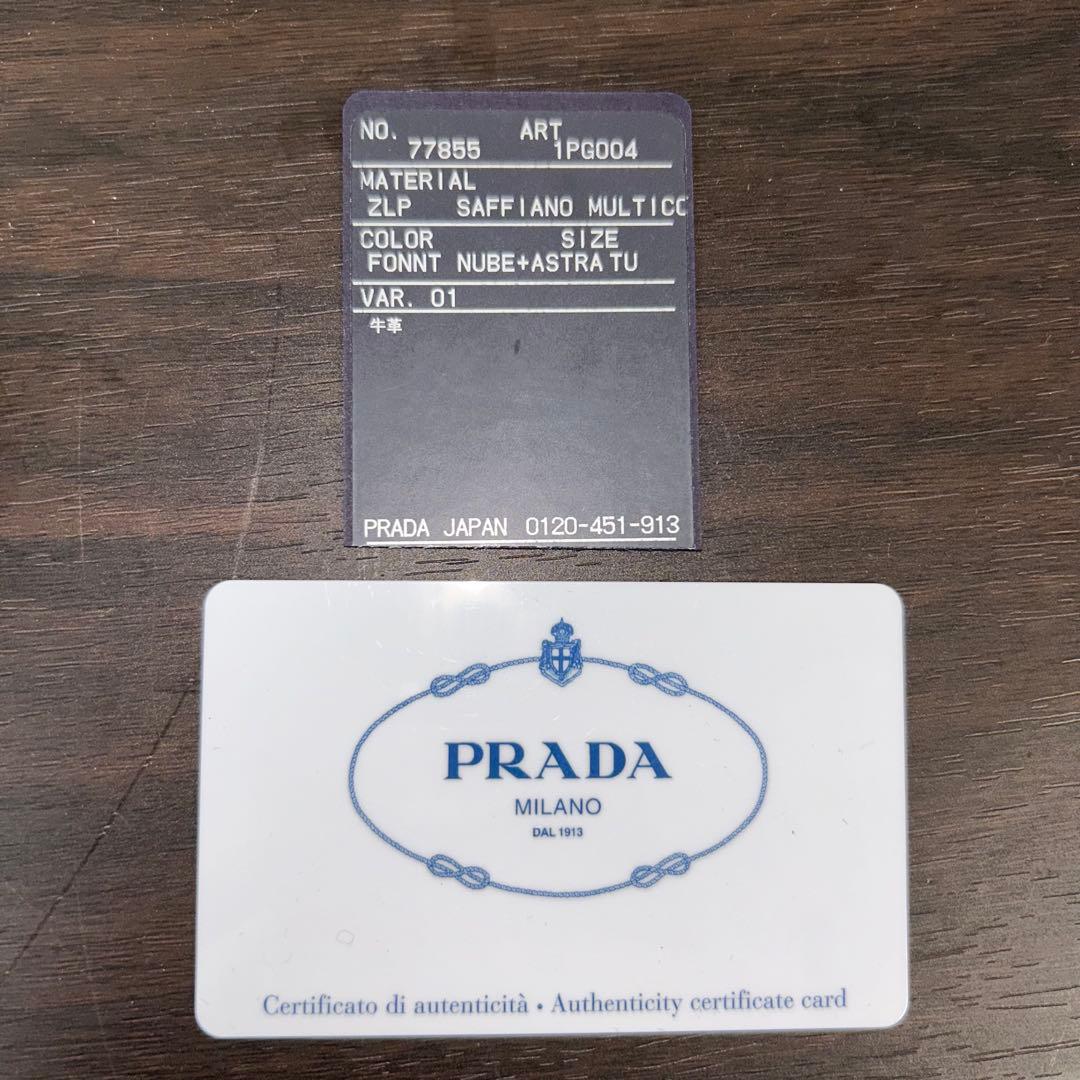 NO. ART
77855 1PG004
MATERIAL
ZLP SAFFIANO MULTICO
COLOR SIZE
FONNT NUBE+ASTRA TU
VAR. 01
牛革
PRADA JAPAN 0120-451-913
PRADA
MILANO
DAL 1913
Certificato di autenticità • Authenticity certificate card